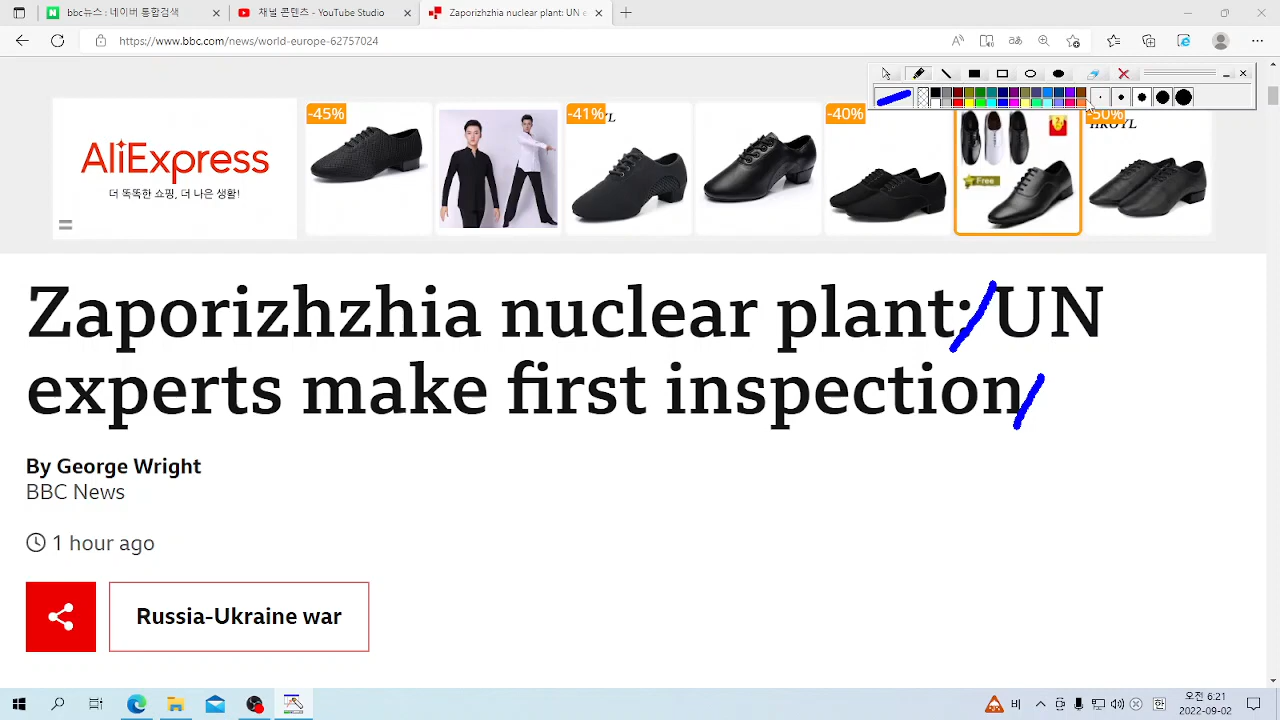 bbc뉴스 : 네이버 통합검색
채널 콘텐츠 - YouTube Studio
Zaporizhzhia nuclear plant: UN e
https://www.bbc.com/news/world-europe-62757024
AliExpress
더 똑똑한 쇼핑, 더 나은 생활!
-45%
-41%
-40%
Free
-50%
Zaporizhzhia nuclear plant: UN
experts make first inspection
By George Wright
BBC News
1 hour ago
Russia-Ukraine war
오전 6:21
2022-09-02